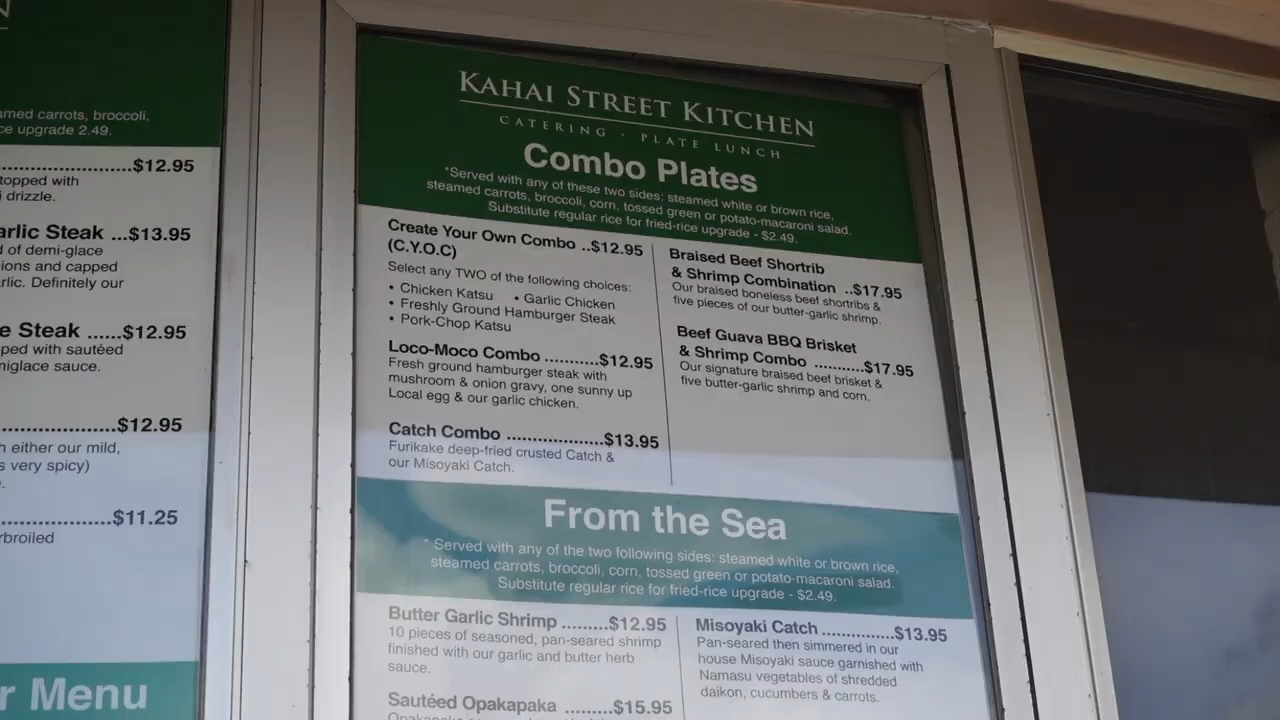 amed carrots, broccoli,
ce upgrade 2.49.
..................$12.95
topped with
drizzle.
arlic Steak ...$13.95
d of demi-glace
ions and capped
rlic. Definitely our
e Steak ......$12.95
ped with sautéed
miglace sauce.
..................$12.95
h either our mild,
s very spicy)
..................$11.25
rbroiled
r Menu
KAHAI STREET KITCHEN
CATERING · PLATE LUNCH
Combo Plates
*Served with any of these two sides: steamed white or brown rice,
steamed carrots, broccoli, corn, tossed green or potato-macaroni salad.
Substitute regular rice for fried-rice upgrade - $2.49.
Create Your Own Combo ..$12.95
(C.Y.O.C)
Select any TWO of the following choices:
• Chicken Katsu • Garlic Chicken
• Freshly Ground Hamburger Steak
• Pork-Chop Katsu
Loco-Moco Combo ..........$12.95
Fresh ground hamburger steak with
mushroom & onion gravy, one sunny up
Local egg & our garlic chicken.
Catch Combo ..................$13.95
Furikake deep-fried crusted Catch &
our Misoyaki Catch.
Braised Beef Shortrib
& Shrimp Combination ..$17.95
Our braised boneless beef shortribs &
five pieces of our butter-garlic shrimp.
Beef Guava BBQ Brisket
& Shrimp Combo ...........$17.95
Our signature braised beef brisket &
five butter-garlic shrimp and corn.
From the Sea
* Served with any of the two following sides: steamed white or brown rice,
steamed carrots, broccoli, corn, tossed green or potato-macaroni salad.
Substitute regular rice for fried-rice upgrade - $2.49.
Butter Garlic Shrimp .........$12.95
10 pieces of seasoned, pan-seared shrimp
finished with our garlic and butter herb
sauce.
Sautéed Opakapaka .........$15.95
Misoyaki Catch ..............$13.95
Pan-seared then simmered in our
house Misoyaki sauce garnished with
Namasu vegetables of shredded
daikon, cucumbers & carrots.